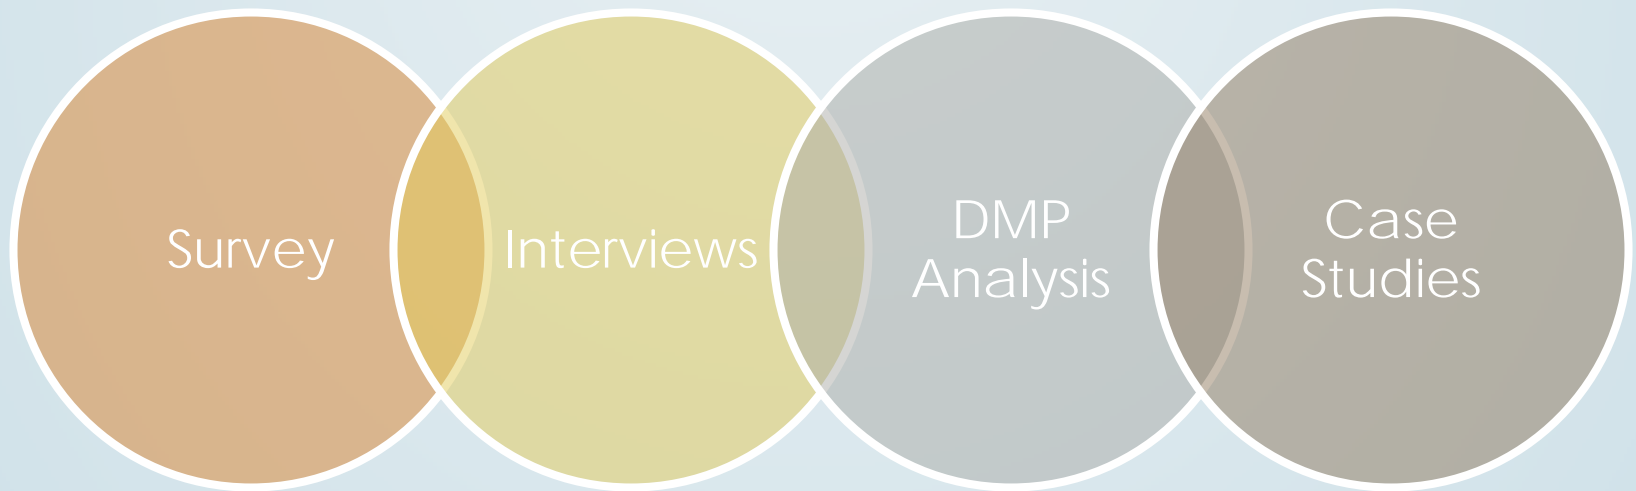 Survey
Interviews
DMP
Analysis
Case
Studies